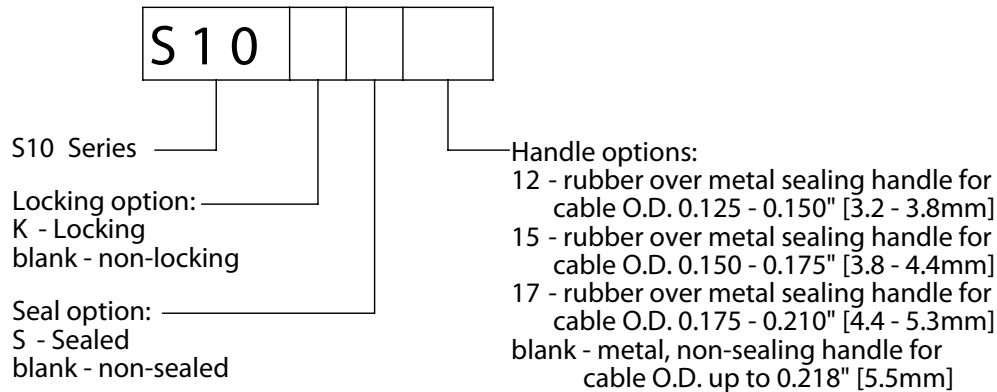 S 1 0
S10 Series
Locking option:
K - Locking
blank - non-locking
Seal option:
S - Sealed
blank - non-sealed
Handle options:
12 - rubber over metal sealing handle for
cable O.D. 0.125 - 0.150" [3.2 - 3.8mm]
15 - rubber over metal sealing handle for
cable O.D. 0.150 - 0.175" [3.8 - 4.4mm]
17 - rubber over metal sealing handle for
cable O.D. 0.175 - 0.210" [4.4 - 5.3mm]
blank - metal, non-sealing handle for
cable O.D. up to 0.218" [5.5mm]